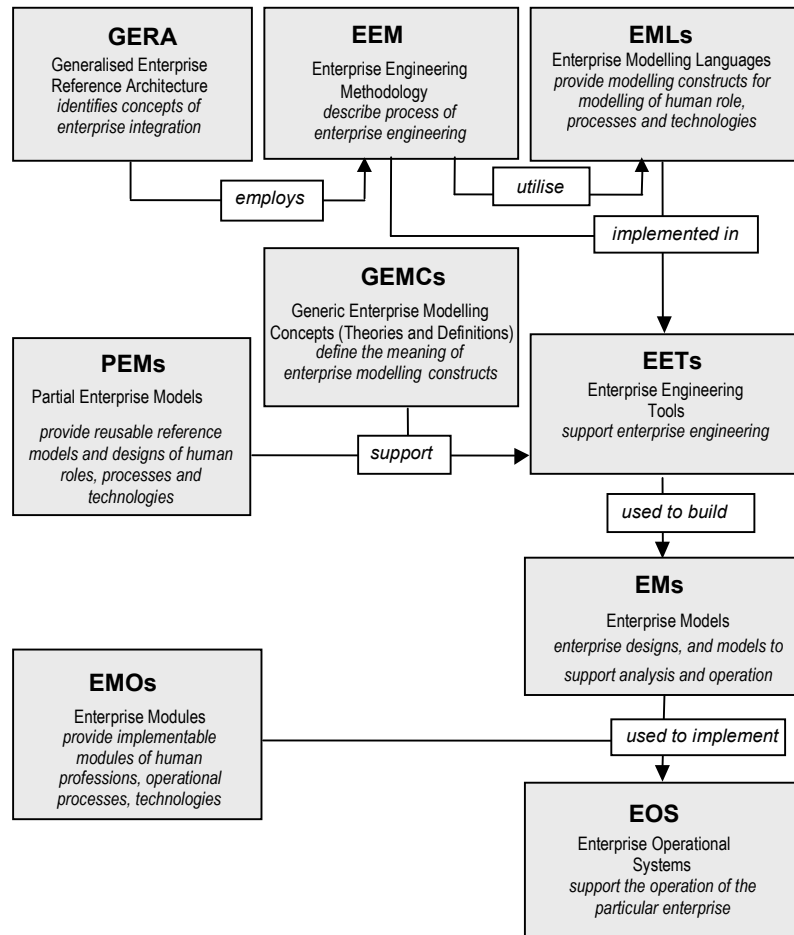 GERA
Generalised Enterprise
Reference Architecture
identifies concepts of
enterprise integration
EEM
Enterprise Engineering
Methodology
describe process of
enterprise engineering
EMLs
Enterprise Modelling Languages
provide modelling constructs for
modelling of human role,
processes and technologies
employs
utilise
implemented in
GEMCs
Generic Enterprise Modelling
Concepts (Theories and Definitions)
define the meaning of
enterprise modelling constructs
PEMs
Partial Enterprise Models
provide reusable reference
models and designs of human
roles, processes and
technologies
support
EETs
Enterprise Engineering
Tools
support enterprise engineering
used to build
EMs
Enterprise Models
enterprise designs, and models to
support analysis and operation
EMOs
Enterprise Modules
provide implementable
modules of human
professions, operational
processes, technologies
used to implement
EOS
Enterprise Operational
Systems
support the operation of the
particular enterprise